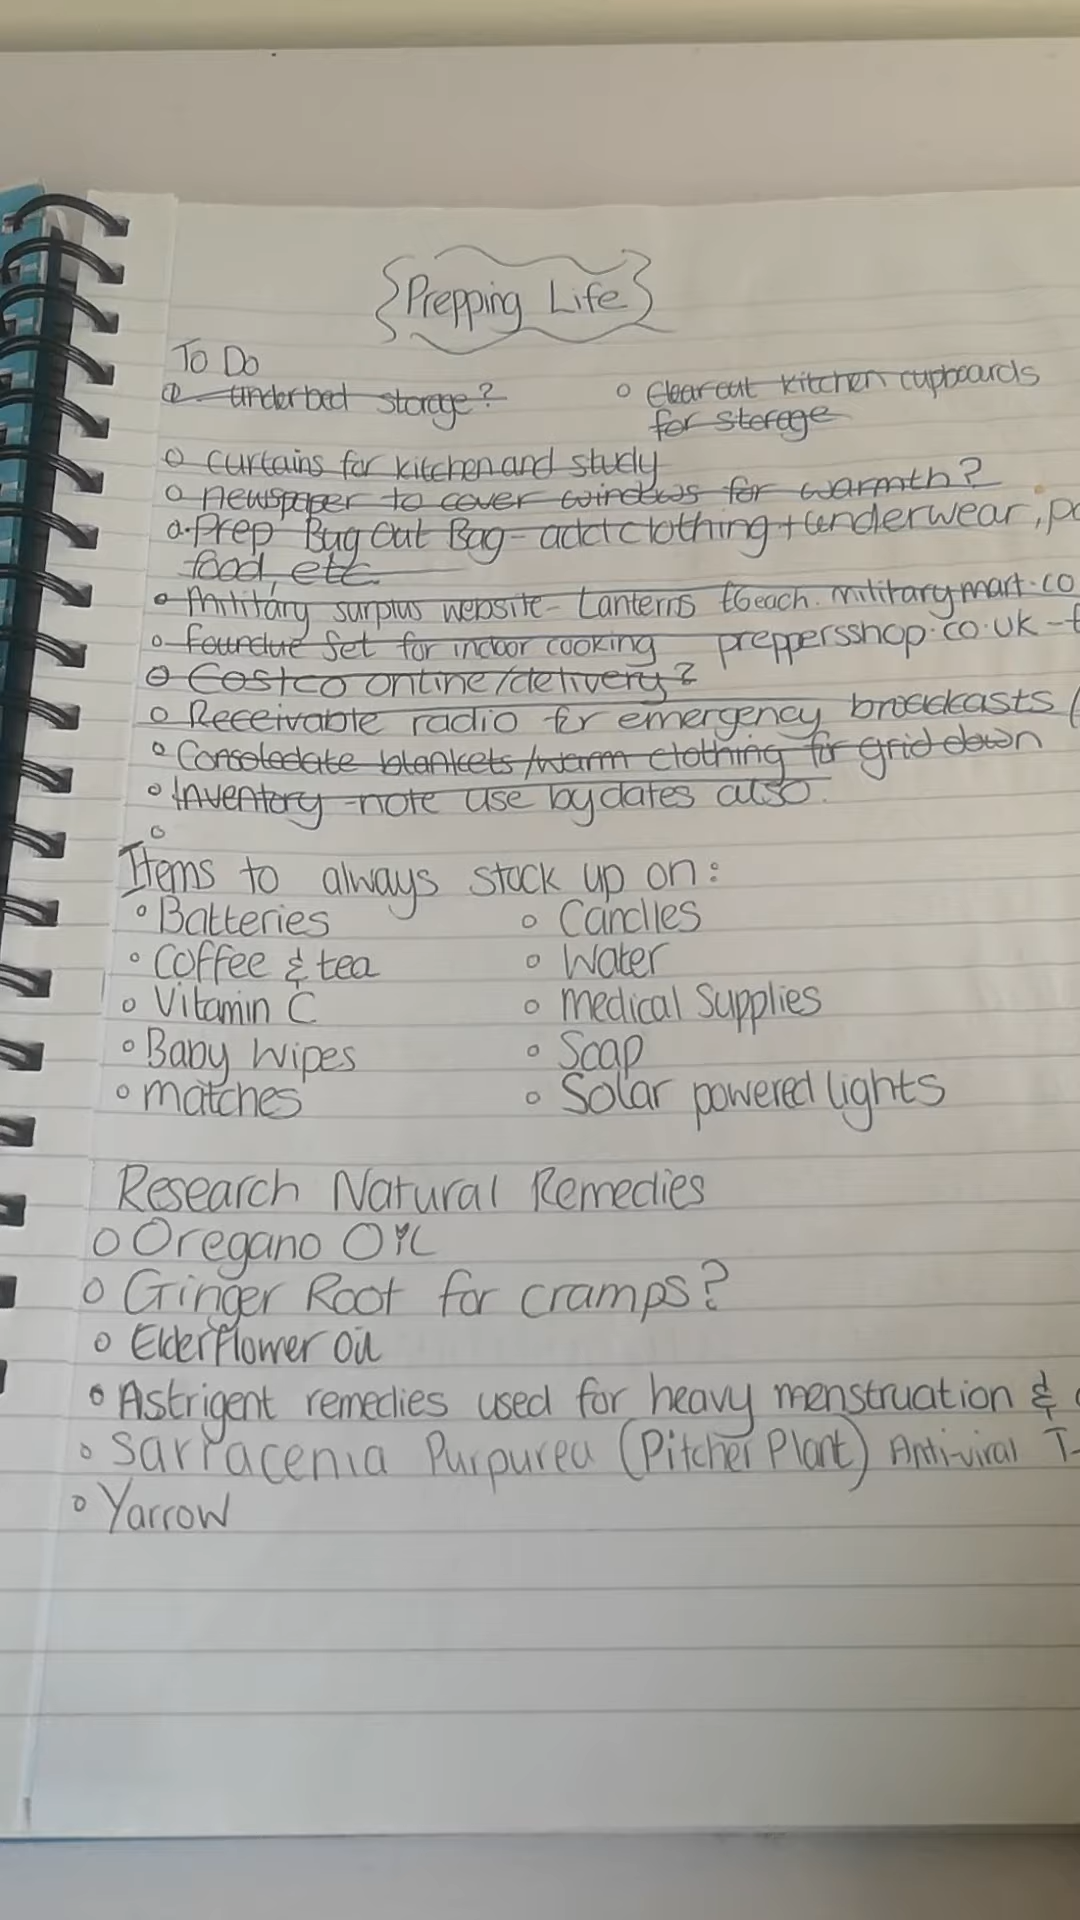 Prepping Life
To Do
Underbed storage?
Clear out kitchen cupboards
for storage
curtains for kitchen and study
newspaper to cover windows for warmth?
Prep Bug Out Bag - add clothing + underwear,
food, etc
Military surplus website - Lanterns £6 each. militarymart.co
Foundue Set for indoor cooking preppersshop.co.uk -
Costco online/delivery?
Receivable radio for emergency broadcasts (
Consoledate blankets/warm clothing for grid down
Inventory - note use by dates also.
Items to always stock up on:
Batteries
Candles
Coffee & tea
Water
Vitamin C
Medical Supplies
Baby Wipes
Soap
matches
Solar powered lights
Research Natural Remedies
Oregano Oil
Ginger Root for cramps?
Elderflower Oil
Astrigent remedies used for heavy menstruation &
Sarracenia Purpurea (Pitcher Plant) Anti-viral T-
Yarrow